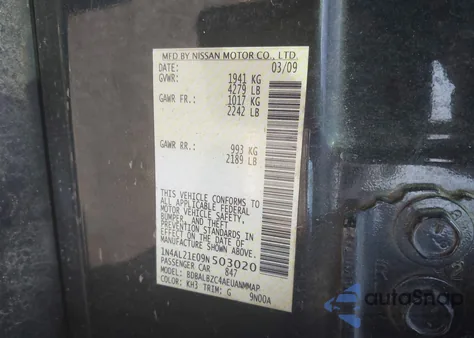 MFD BY NISSAN MOTOR CO., LTD.
DATE: 03/09
GVWR: 1941 KG
4279 LB
GAWR FR.: 1017 KG
2242 LB
GAWR RR.: 993 KG
2189 LB
THIS VEHICLE CONFORMS TO
ALL APPLICABLE FEDERAL
MOTOR VEHICLE SAFETY,
BUMPER, AND THEFT
PREVENTION STANDARDS IN
EFFECT ON THE DATE OF
MANUFACTURE SHOWN ABOVE.
1N4AL21E09N503020
PASSENGER CAR 847
MODEL: BDBALBZC4AEUANMMAP
COLOR: KH3 TRIM: G 9N00A
AutoSnap